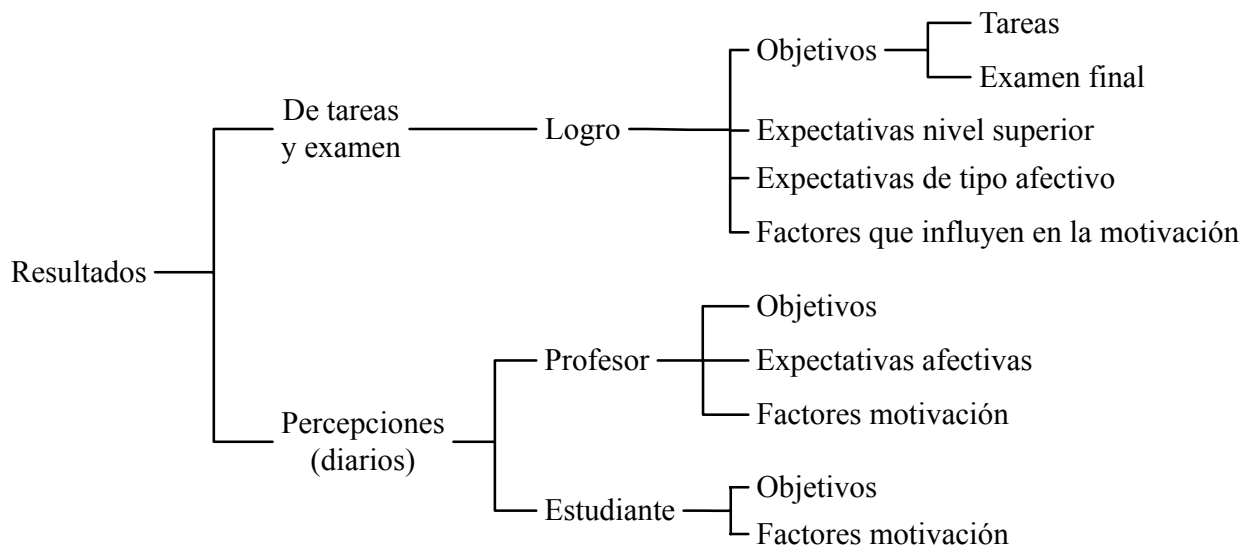 Resultados
De tareas
y examen
Logro
Objetivos
Tareas
Examen final
Expectativas nivel superior
Expectativas de tipo afectivo
Factores que influyen en la motivación
Percepciones
(diarios)
Profesor
Objetivos
Expectativas afectivas
Factores motivación
Estudiante
Objetivos
Factores motivación